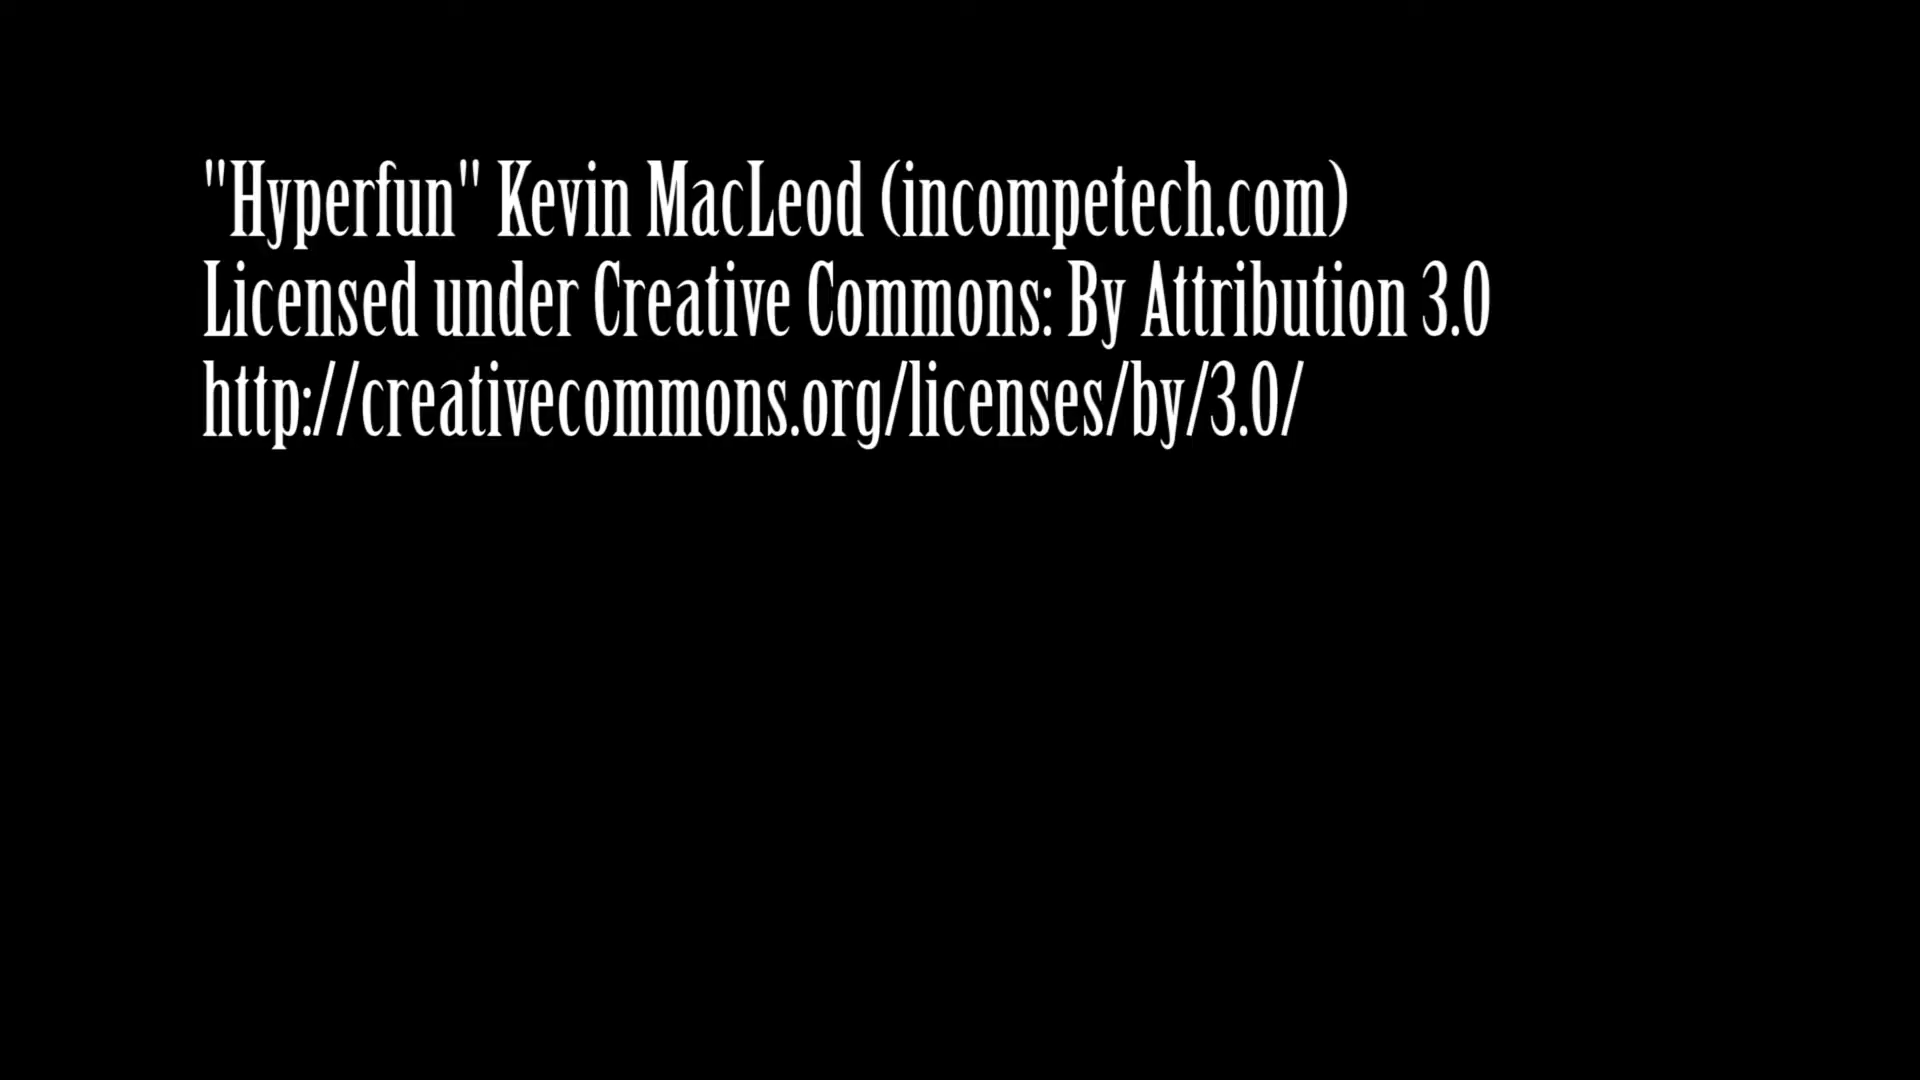 "Hyperfun" Kevin MacLeod (incompetech.com)
Licensed under Creative Commons: By Attribution 3.0
http://creativecommons.org/licenses/by/3.0/